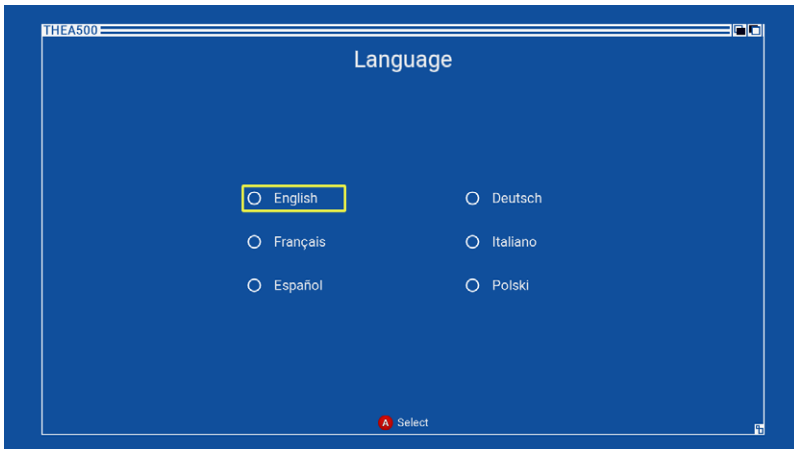 THEA500
Language
English
Deutsch
Français
Italiano
Español
Polski
A Select